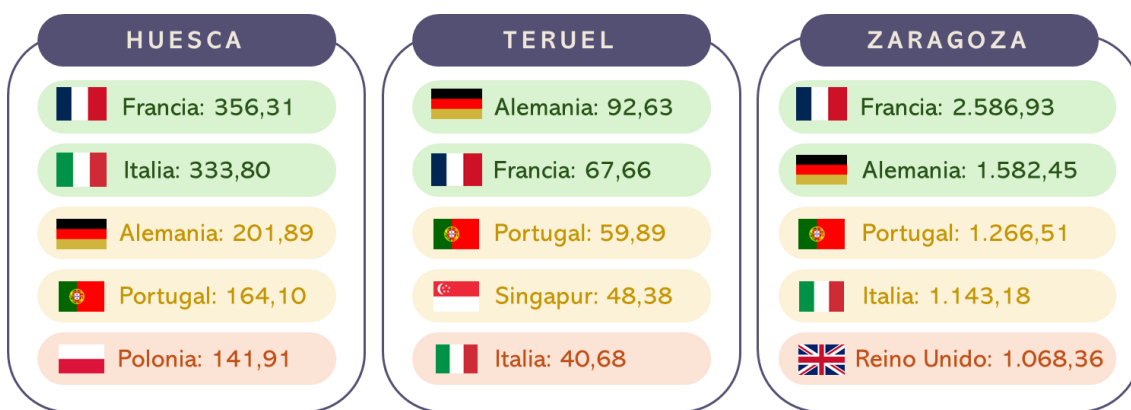 HUESCA
Francia: 356,31
Italia: 333,80
Alemania: 201,89
Portugal: 164,10
Polonia: 141,91
TERUEL
Alemania: 92,63
Francia: 67,66
Portugal: 59,89
Singapur: 48,38
Italia: 40,68
ZARAGOZA
Francia: 2.586,93
Alemania: 1.582,45
Portugal: 1.266,51
Italia: 1.143,18
Reino Unido: 1.068,36